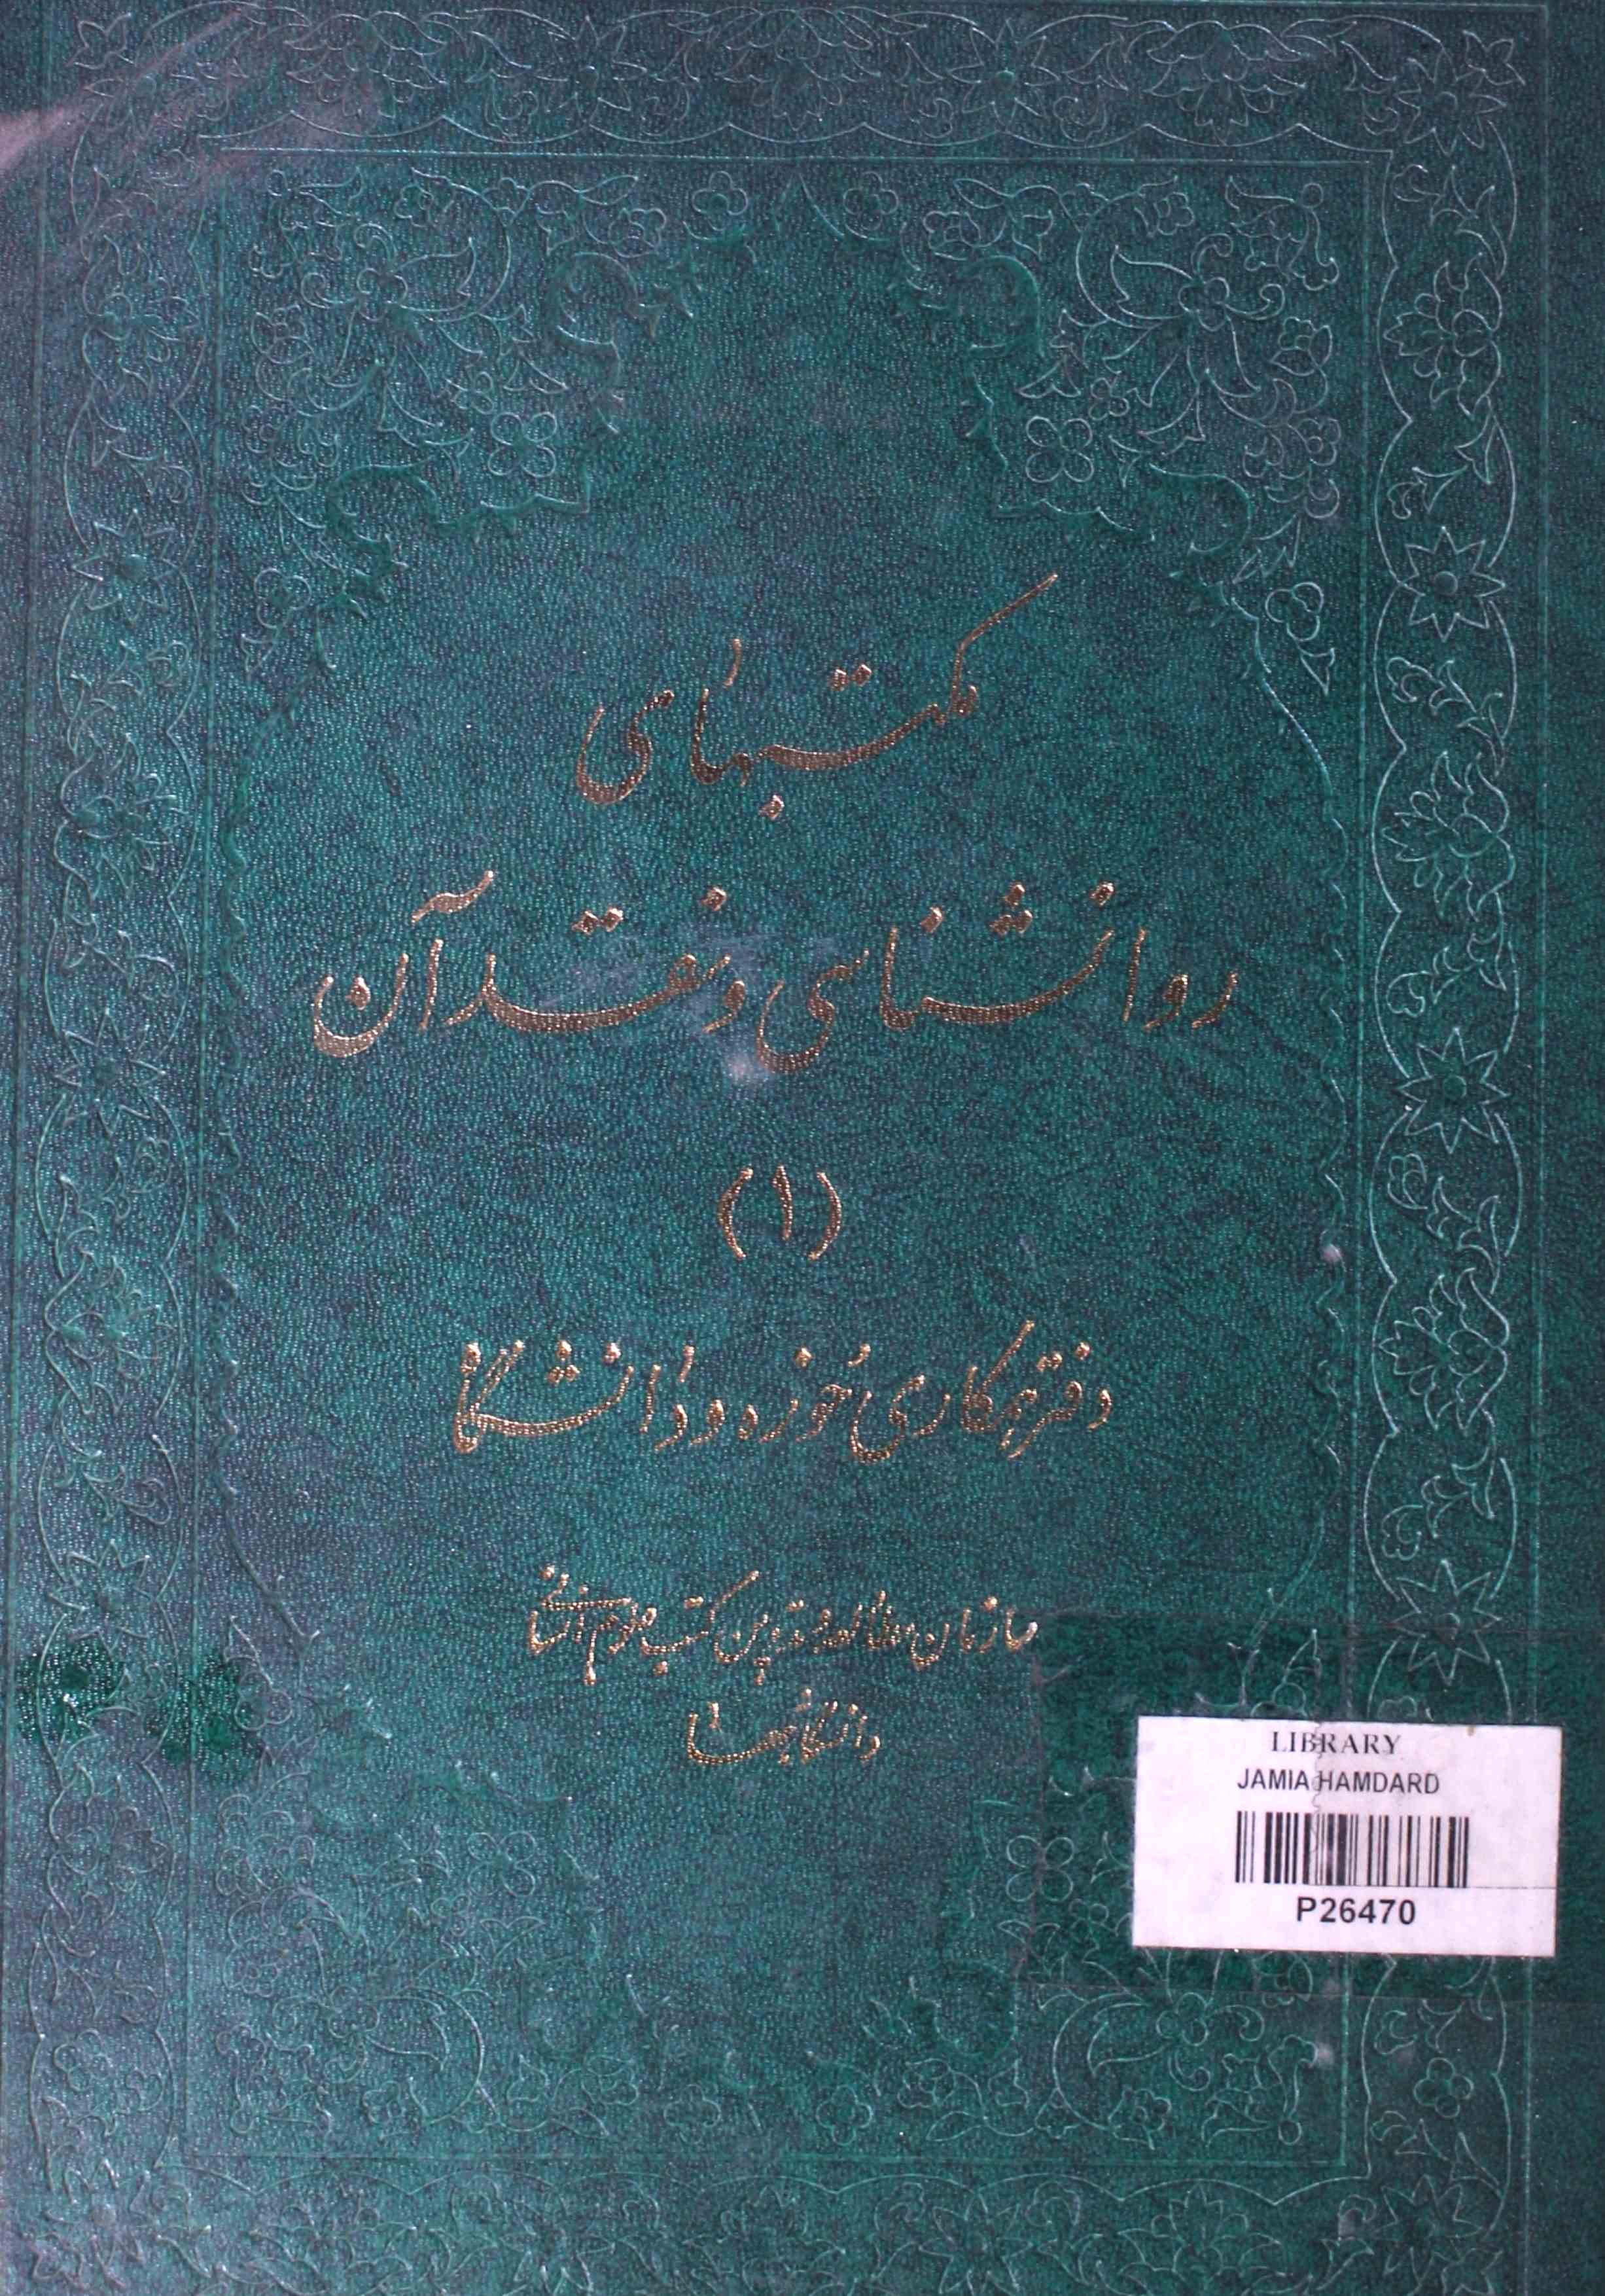 مکتبهای
روانشناسی و نقد آن
(۱)
دفتر همکاری حوزه و دانشگاه
سازمان مطالعه و تدوین کتب علوم انسانی
دانشگاهها
LIBRARY
JAMIA HAMDARD
P26470